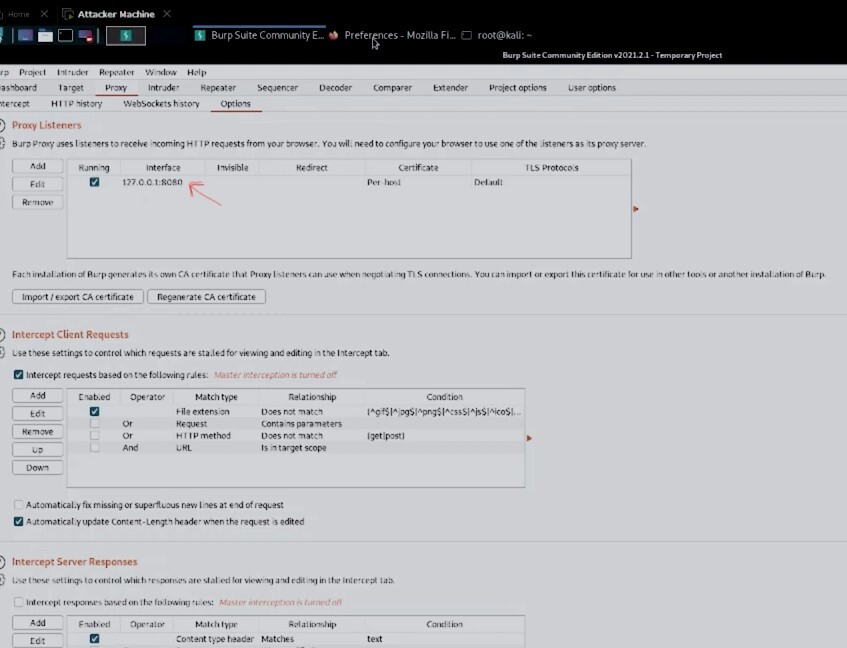 Home Attacker Machine
Burp Suite Community E... Preferences - Mozilla Fi... root@kali: ~
Burp Suite Community Edition v2021.2.1 - Temporary Project
rp Project Intruder Repeater Window Help
ashboard Target Proxy Intruder Repeater Sequencer Decoder Comparer Extender Project options User options
ntercept HTTP history WebSockets history Options
Proxy Listeners
Burp Proxy uses listeners to receive incoming HTTP requests from your browser. You will need to configure your browser to use one of the listeners as its proxy server.
Add Running Interface Invisible Redirect Certificate TLS Protocols
Edit 127.0.0.1:8080 Per-host Default
Remove
Each installation of Burp generates its own CA certificate that Proxy listeners can use when negotiating TLS connections. You can import or export this certificate for use in other tools or another installation of Burp.
Import / export CA certificate Regenerate CA certificate
Intercept Client Requests
Use these settings to control which requests are stalled for viewing and editing in the Intercept tab.
Intercept requests based on the following rules: Master interception is turned off
Add Enabled Operator Match type Relationship Condition
Edit File extension Does not match (^gif$|^jpg$|^png$|^css$|^js$|^ico$|...
Or Request Contains parameters
Remove Or HTTP method Does not match (get|post)
Up And URL Is in target scope
Down
Automatically fix missing or superfluous new lines at end of request
Automatically update Content-Length header when the request is edited
Intercept Server Responses
Use these settings to control which responses are stalled for viewing and editing in the Intercept tab.
Intercept responses based on the following rules: Master interception is turned off
Add Enabled Operator Match type Relationship Condition
Edit Content type header Matches text